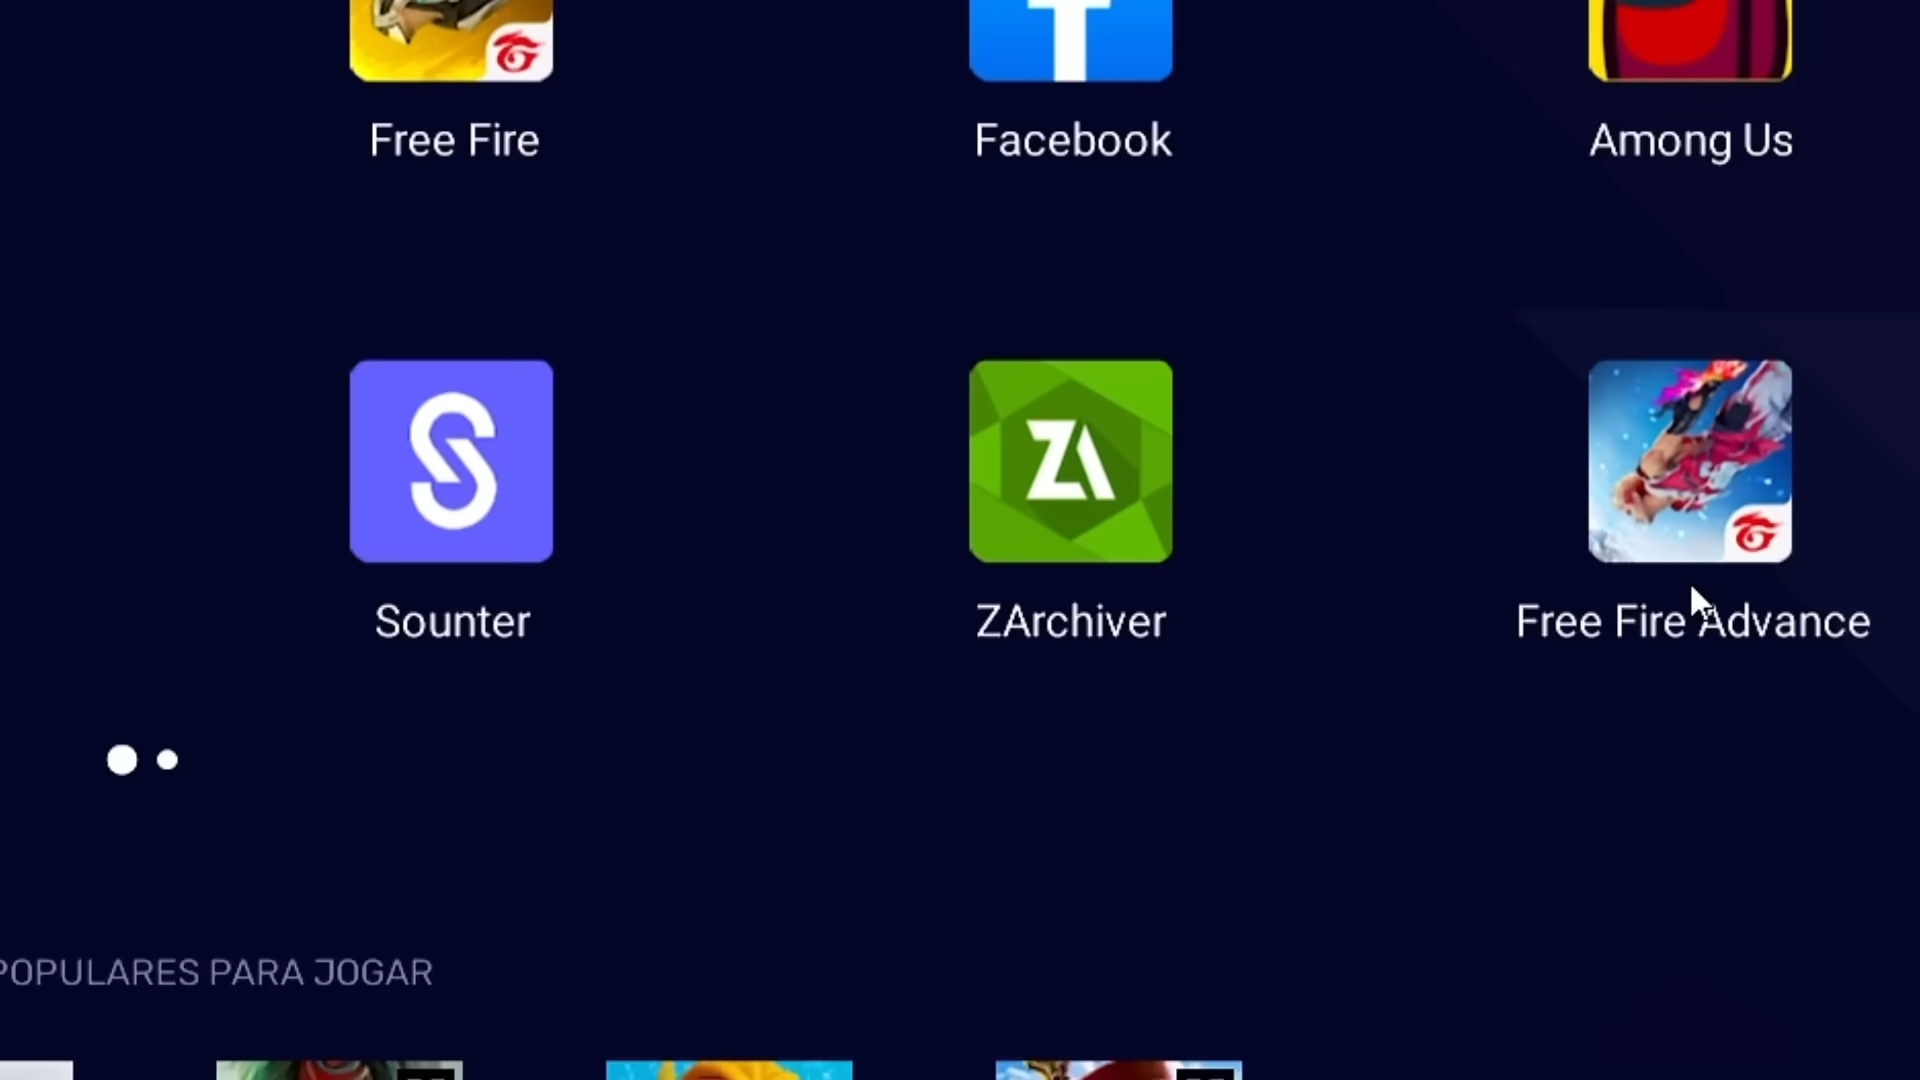 Free Fire
Facebook
Among Us
Sounter
ZArchiver
Free Fire Advance
POPULARES PARA JOGAR